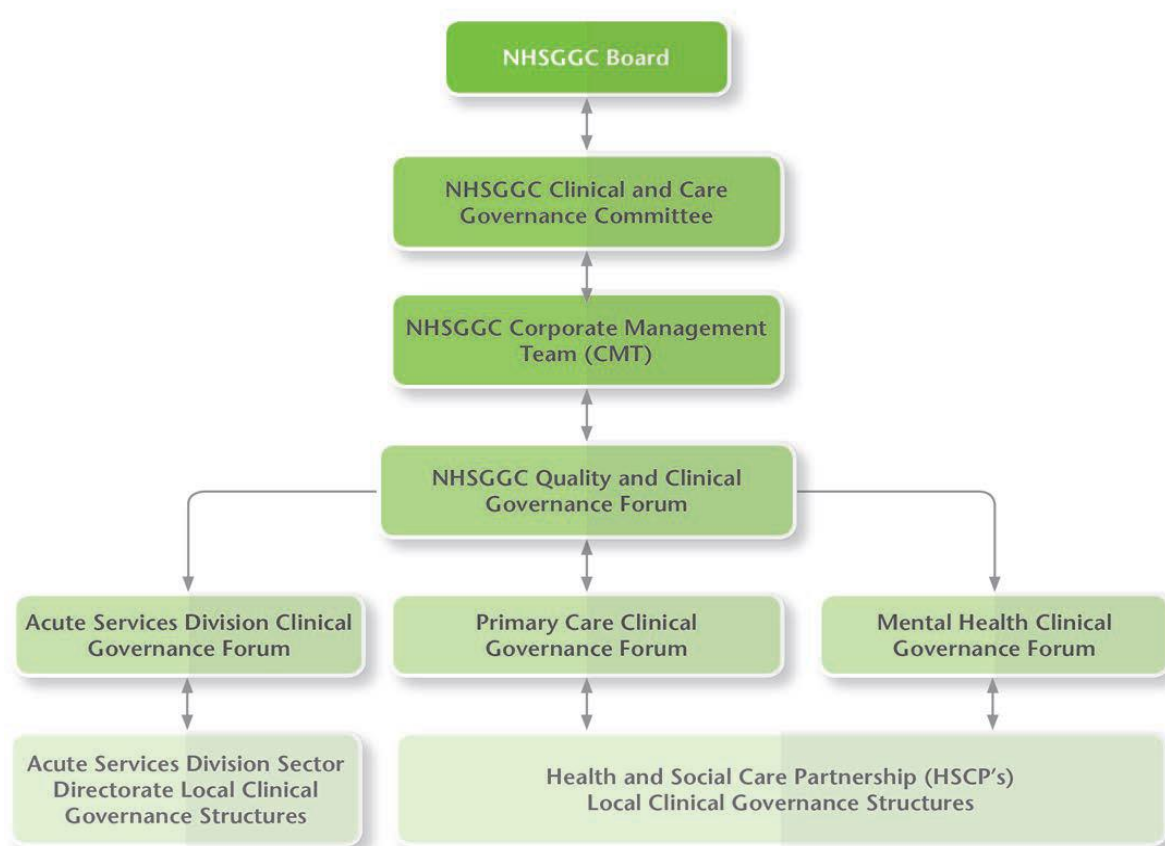 NHSGGC Board
NHSGGC Clinical and Care
Governance Committee
NHSGGC Corporate Management
Team (CMT)
NHSGGC Quality and Clinical
Governance Forum
Acute Services Division Clinical
Governance Forum
Primary Care Clinical
Governance Forum
Mental Health Clinical
Governance Forum
Acute Services Division Sector
Directorate Local Clinical
Governance Structures
Health and Social Care Partnership (HSCP’s)
Local Clinical Governance Structures